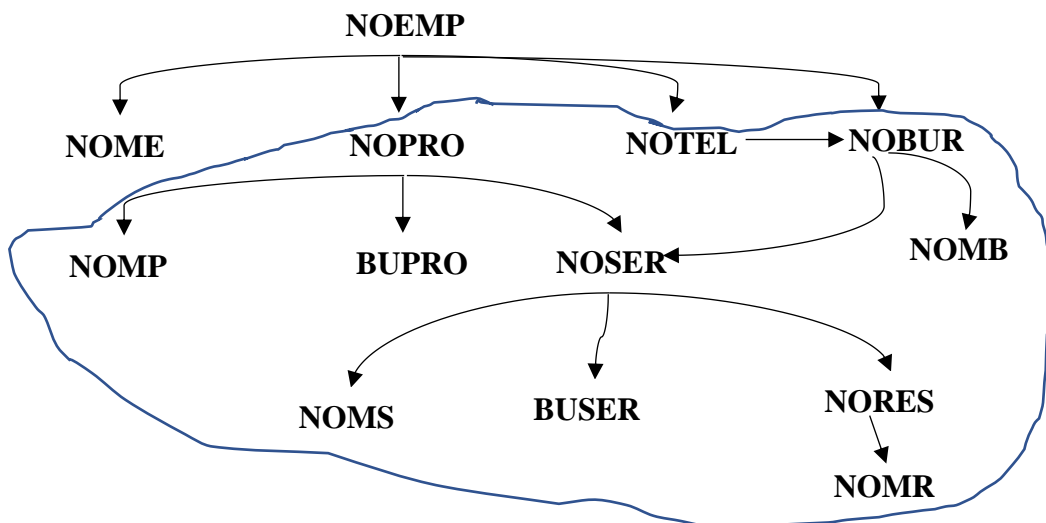 NOEMP
NOME NOPRO NOTEL NOBUR
NOMP BUPRO NOSER NOMB
NOMS BUSER NORES
NOMR